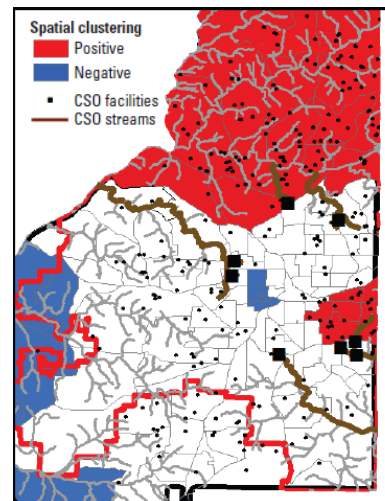 Spatial clustering
Positive
Negative
CSO facilities
CSO streams